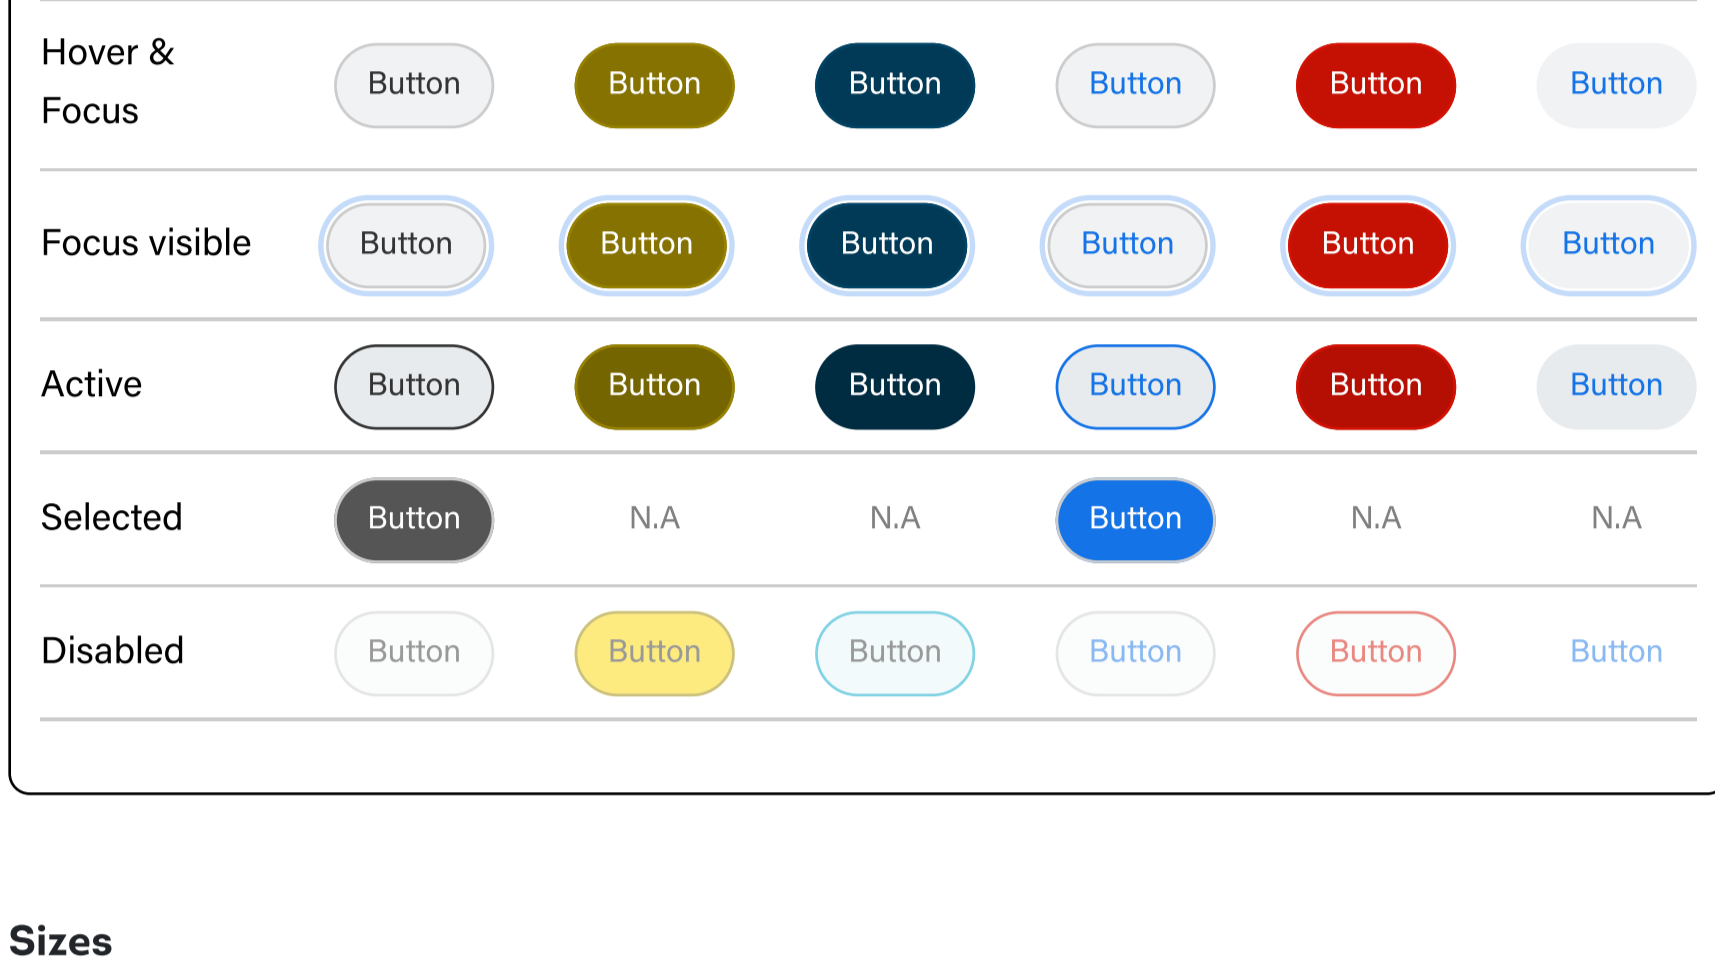 Hover &
Focus
Button Button Button Button Button Button
Focus visible Button Button Button Button Button Button
Active Button Button Button Button Button Button
Selected Button N.A N.A Button N.A N.A
Disabled Button Button Button Button Button Button
Sizes